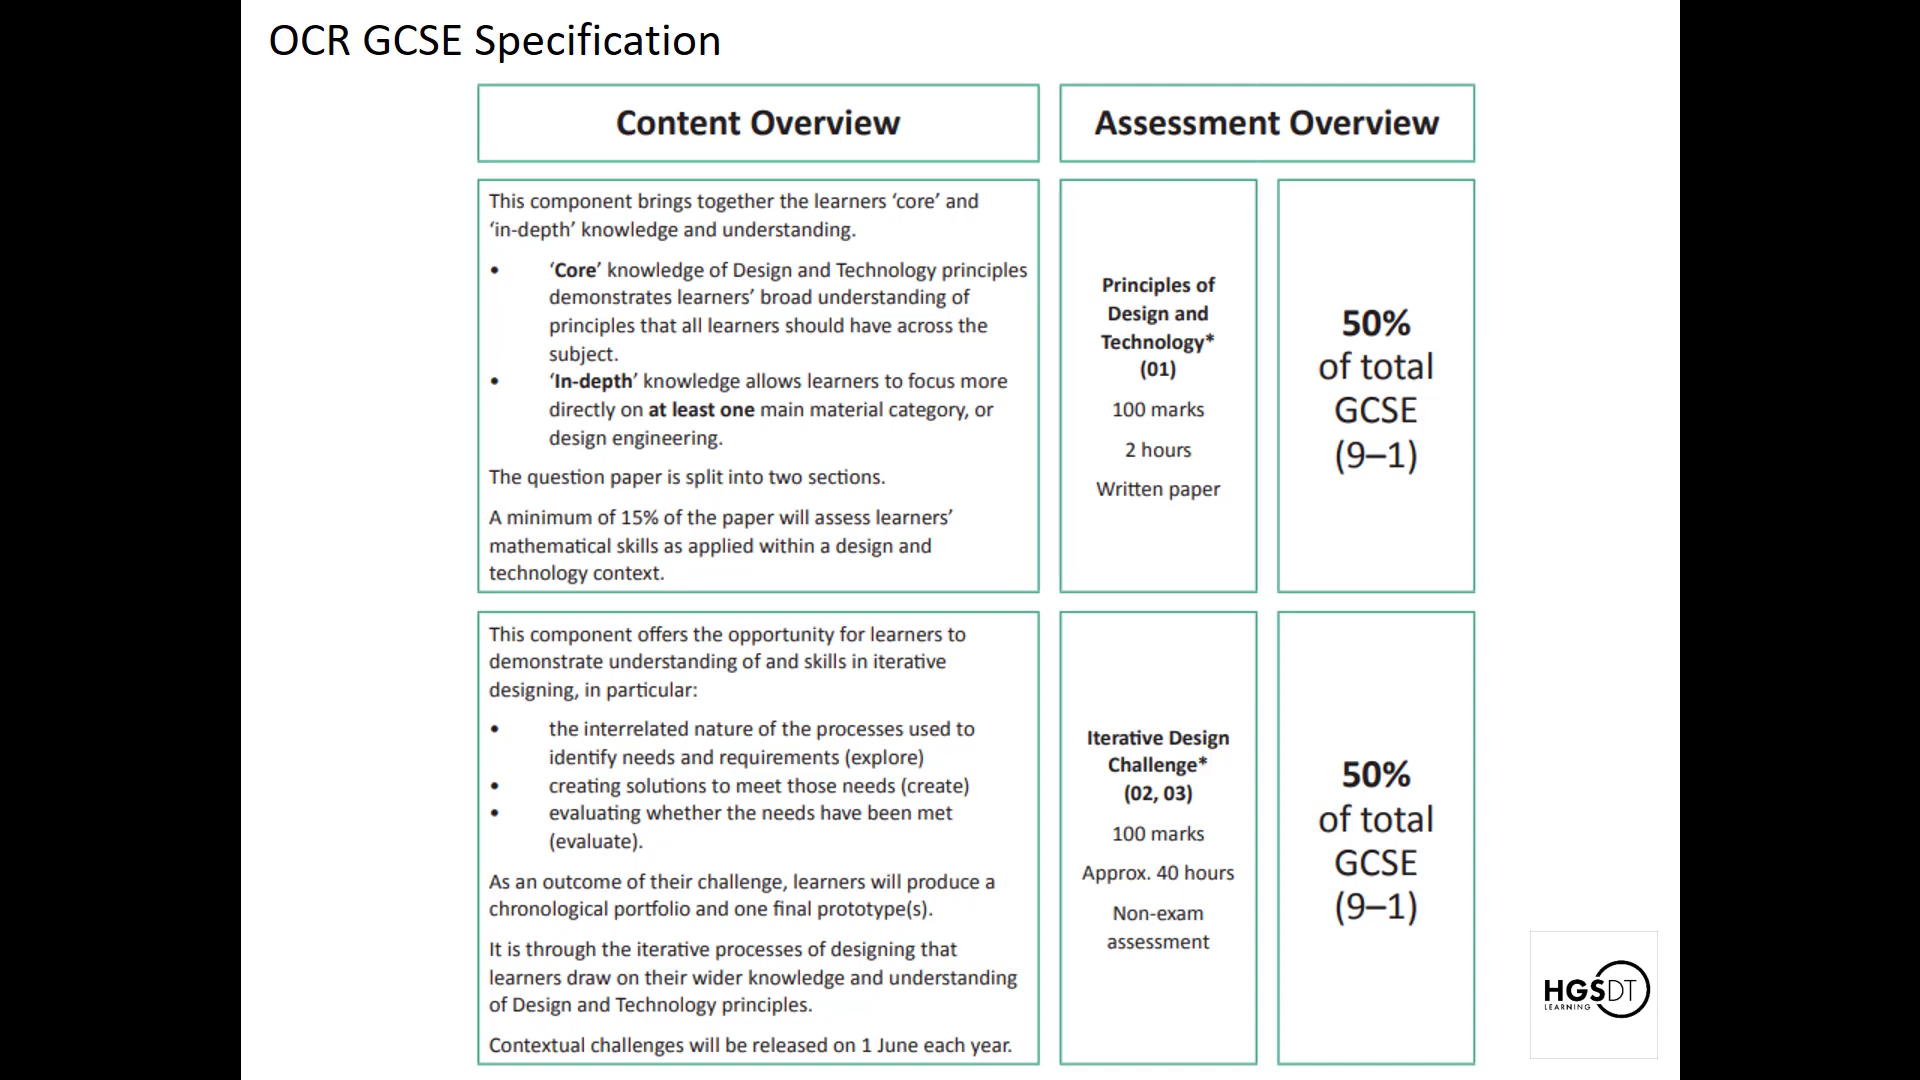 OCR GCSE Specification
Content Overview
Assessment Overview
This component brings together the learners ‘core’ and
‘in-depth’ knowledge and understanding.
• ‘Core’ knowledge of Design and Technology principles
demonstrates learners’ broad understanding of
principles that all learners should have across the
subject.
• ‘In-depth’ knowledge allows learners to focus more
directly on at least one main material category, or
design engineering.
The question paper is split into two sections.
A minimum of 15% of the paper will assess learners’
mathematical skills as applied within a design and
technology context.
Principles of
Design and
Technology*
(01)
100 marks
2 hours
Written paper
50%
of total
GCSE
(9–1)
This component offers the opportunity for learners to
demonstrate understanding of and skills in iterative
designing, in particular:
• the interrelated nature of the processes used to
identify needs and requirements (explore)
• creating solutions to meet those needs (create)
• evaluating whether the needs have been met
(evaluate).
As an outcome of their challenge, learners will produce a
chronological portfolio and one final prototype(s).
It is through the iterative processes of designing that
learners draw on their wider knowledge and understanding
of Design and Technology principles.
Contextual challenges will be released on 1 June each year.
Iterative Design
Challenge*
(02, 03)
100 marks
Approx. 40 hours
Non-exam
assessment
50%
of total
GCSE
(9–1)
HGSDT
LEARNING